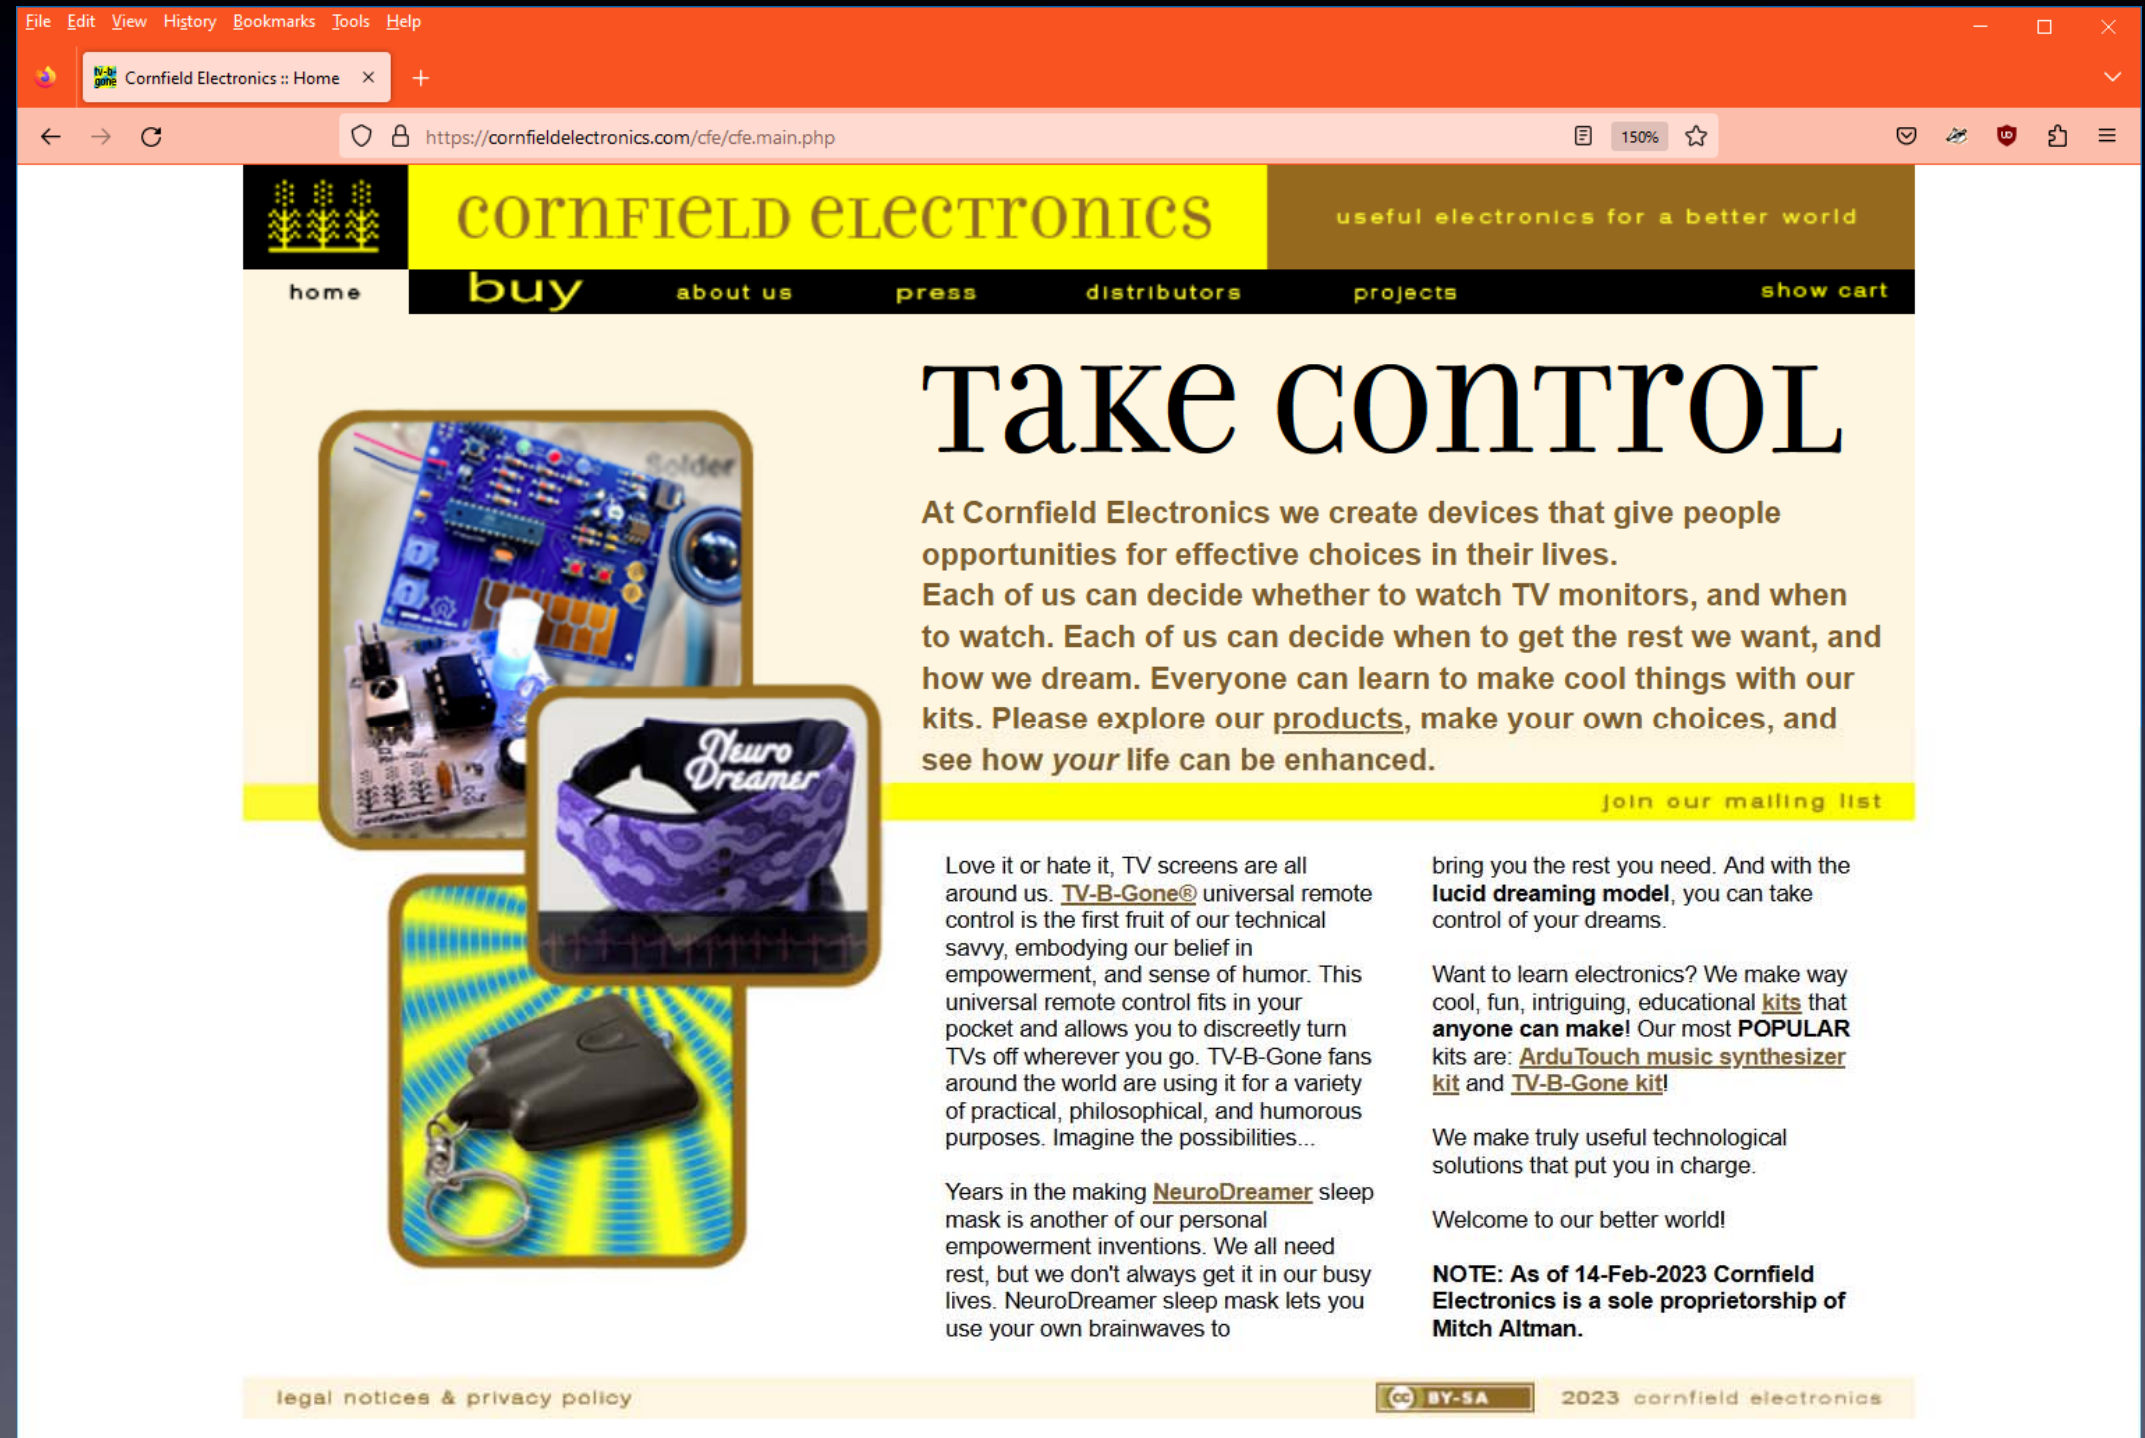 File Edit View History Bookmarks Tools Help
tv-b-gone Cornfield Electronics :: Home
https://cornfieldelectronics.com/cfe/cfe.main.php 150%
cornfield electronics
useful electronics for a better world
home buy about us press distributors projects show cart
Take control
Solder
At Cornfield Electronics we create devices that give people
opportunities for effective choices in their lives.
Each of us can decide whether to watch TV monitors, and when
to watch. Each of us can decide when to get the rest we want, and
how we dream. Everyone can learn to make cool things with our
kits. Please explore our products, make your own choices, and
see how your life can be enhanced.
Neuro
Dreamer
join our mailing list
Love it or hate it, TV screens are all
around us. TV-B-Gone® universal remote
control is the first fruit of our technical
savvy, embodying our belief in
empowerment, and sense of humor. This
universal remote control fits in your
pocket and allows you to discreetly turn
TVs off wherever you go. TV-B-Gone fans
around the world are using it for a variety
of practical, philosophical, and humorous
purposes. Imagine the possibilities...
Years in the making NeuroDreamer sleep
mask is another of our personal
empowerment inventions. We all need
rest, but we don't always get it in our busy
lives. NeuroDreamer sleep mask lets you
use your own brainwaves to
bring you the rest you need. And with the
lucid dreaming model, you can take
control of your dreams.
Want to learn electronics? We make way
cool, fun, intriguing, educational kits that
anyone can make! Our most POPULAR
kits are: ArduTouch music synthesizer
kit and TV-B-Gone kit!
We make truly useful technological
solutions that put you in charge.
Welcome to our better world!
NOTE: As of 14-Feb-2023 Cornfield
Electronics is a sole proprietorship of
Mitch Altman.
legal notices & privacy policy
cc BY-SA
2023 cornfield electronics